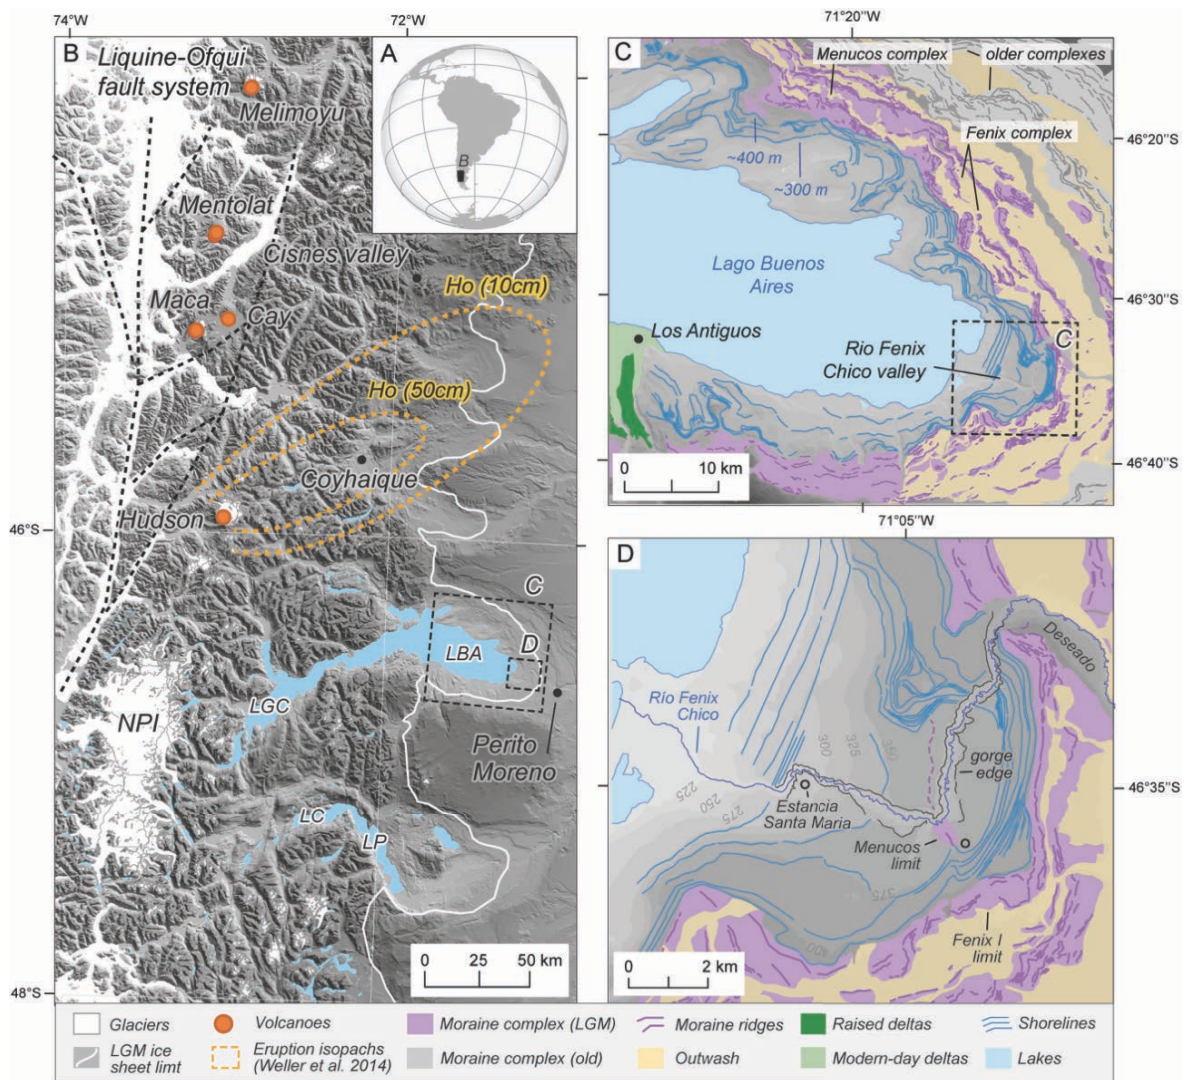 74°W
72°W
71°20"W
B
Liquine-Ofqui
fault system
Melimoyu
A
B
Mentolat
Cisnes valley
Ho (10cm)
Maca
Cay
Ho (50cm)
Coyhaique
Hudson
46°S
C
D
LBA
LGC
NPI
Perito
Moreno
LC
LP
0 25 50 km
48°S
C
Menucos complex
older complexes
Fenix complex
~400 m
~300 m
46°20"S
Lago Buenos
Aires
46°30"S
Los Antiguos
Rio Fenix
Chico valley
C
0 10 km
46°40"S
71°05"W
D
Deseado
Río Fenix
Chico
300
325
350
gorge
edge
225
250
275
Estancia
Santa Maria
46°35"S
Menucos
limit
375
400
Fenix I
limit
0 2 km
Glaciers
Volcanoes
Moraine complex (LGM)
Moraine ridges
Raised deltas
Shorelines
LGM ice
sheet limt
Eruption isopachs
(Weller et al. 2014)
Moraine complex (old)
Outwash
Modern-day deltas
Lakes